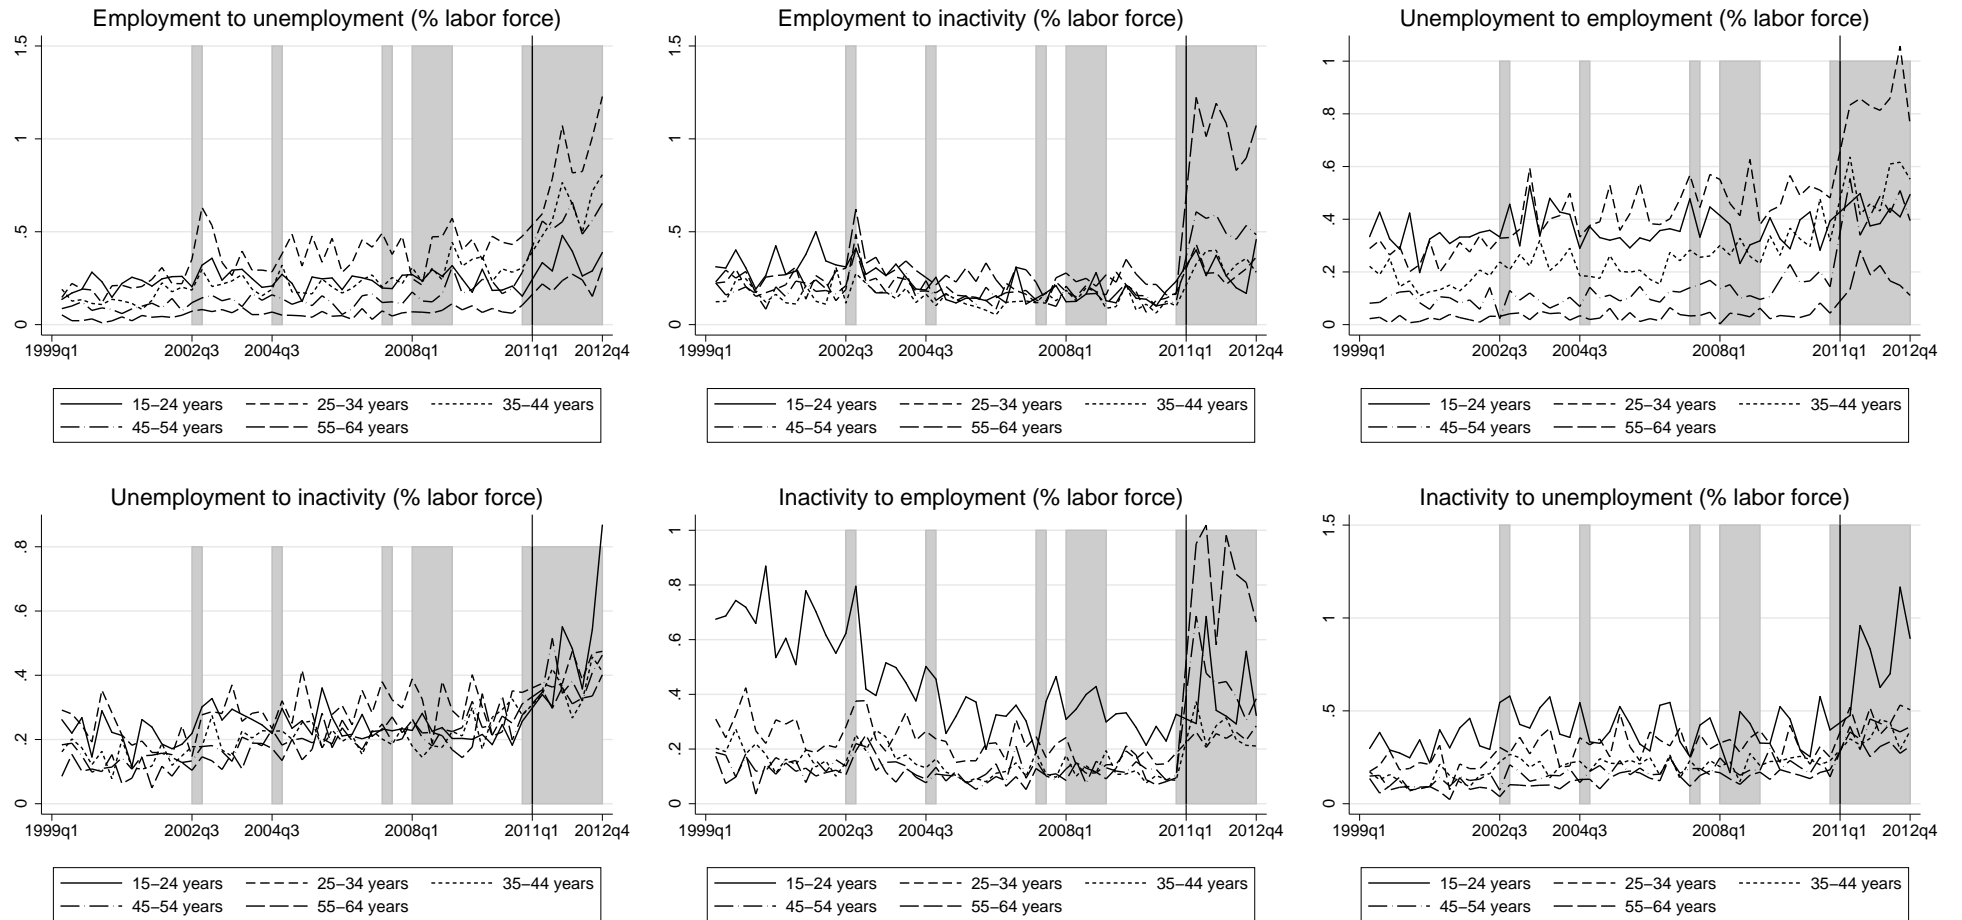 Employment to unemployment (% labor force)
1.5
1
.5
0
1999q1 2002q3 2004q3 2008q1 2011q1 2012q4
15–24 years 25–34 years 35–44 years
45–54 years 55–64 years
Employment to inactivity (% labor force)
1.5
1
.5
0
1999q1 2002q3 2004q3 2008q1 2011q1 2012q4
15–24 years 25–34 years 35–44 years
45–54 years 55–64 years
Unemployment to employment (% labor force)
1
.8
.6
.4
.2
0
1999q1 2002q3 2004q3 2008q1 2011q1 2012q4
15–24 years 25–34 years 35–44 years
45–54 years 55–64 years
Unemployment to inactivity (% labor force)
.8
.6
.4
.2
0
1999q1 2002q3 2004q3 2008q1 2011q1 2012q4
15–24 years 25–34 years 35–44 years
45–54 years 55–64 years
Inactivity to employment (% labor force)
1
.8
.6
.4
.2
0
1999q1 2002q3 2004q3 2008q1 2011q1 2012q4
15–24 years 25–34 years 35–44 years
45–54 years 55–64 years
Inactivity to unemployment (% labor force)
1.5
1
.5
0
1999q1 2002q3 2004q3 2008q1 2011q1 2012q4
15–24 years 25–34 years 35–44 years
45–54 years 55–64 years